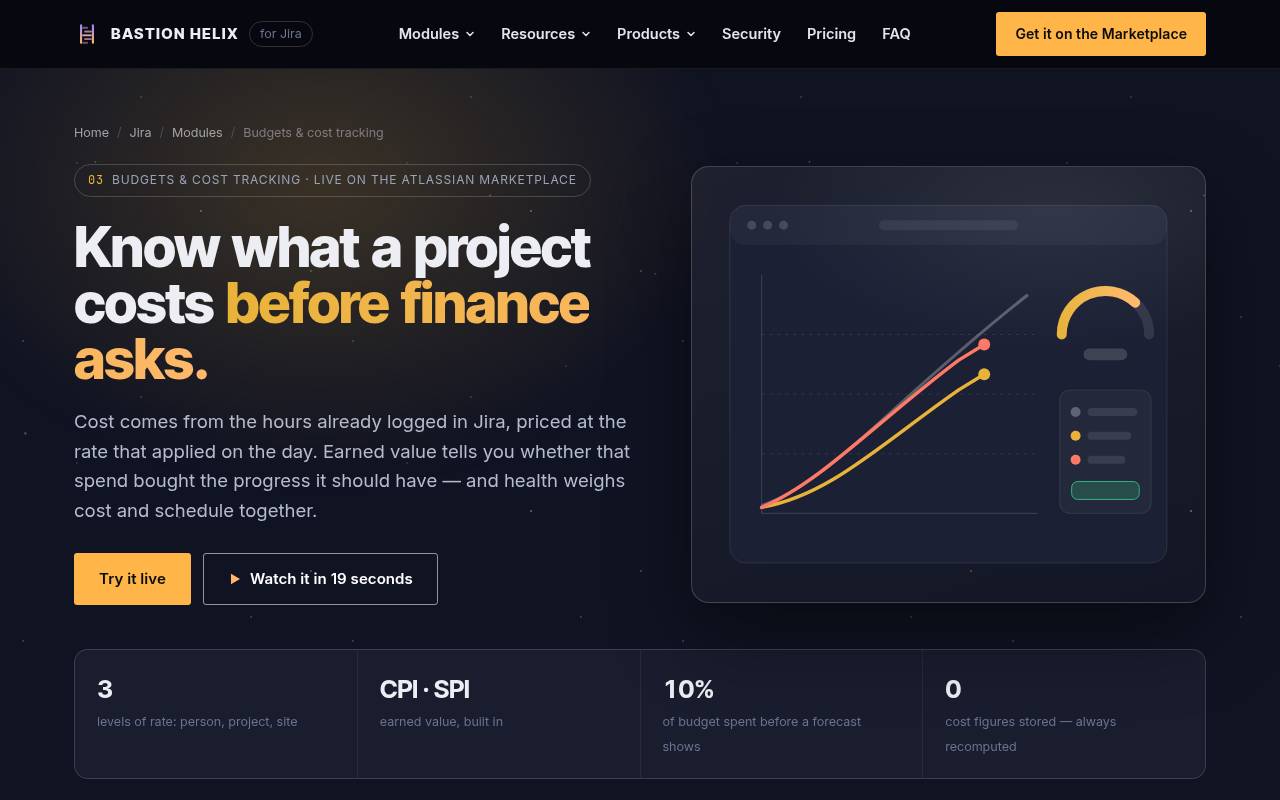 BASTION HELIX for Jira Modules Resources Products Security Pricing FAQ Get it on the Marketplace
Home / Jira / Modules / Budgets & cost tracking
03 BUDGETS & COST TRACKING · LIVE ON THE ATLASSIAN MARKETPLACE
Know what a project
costs before finance
asks.
Cost comes from the hours already logged in Jira, priced at the
rate that applied on the day. Earned value tells you whether that
spend bought the progress it should have — and health weighs
cost and schedule together.
Try it live
Watch it in 19 seconds
3
levels of rate: person, project, site
CPI · SPI
earned value, built in
10%
of budget spent before a forecast
shows
0
cost figures stored — always
recomputed